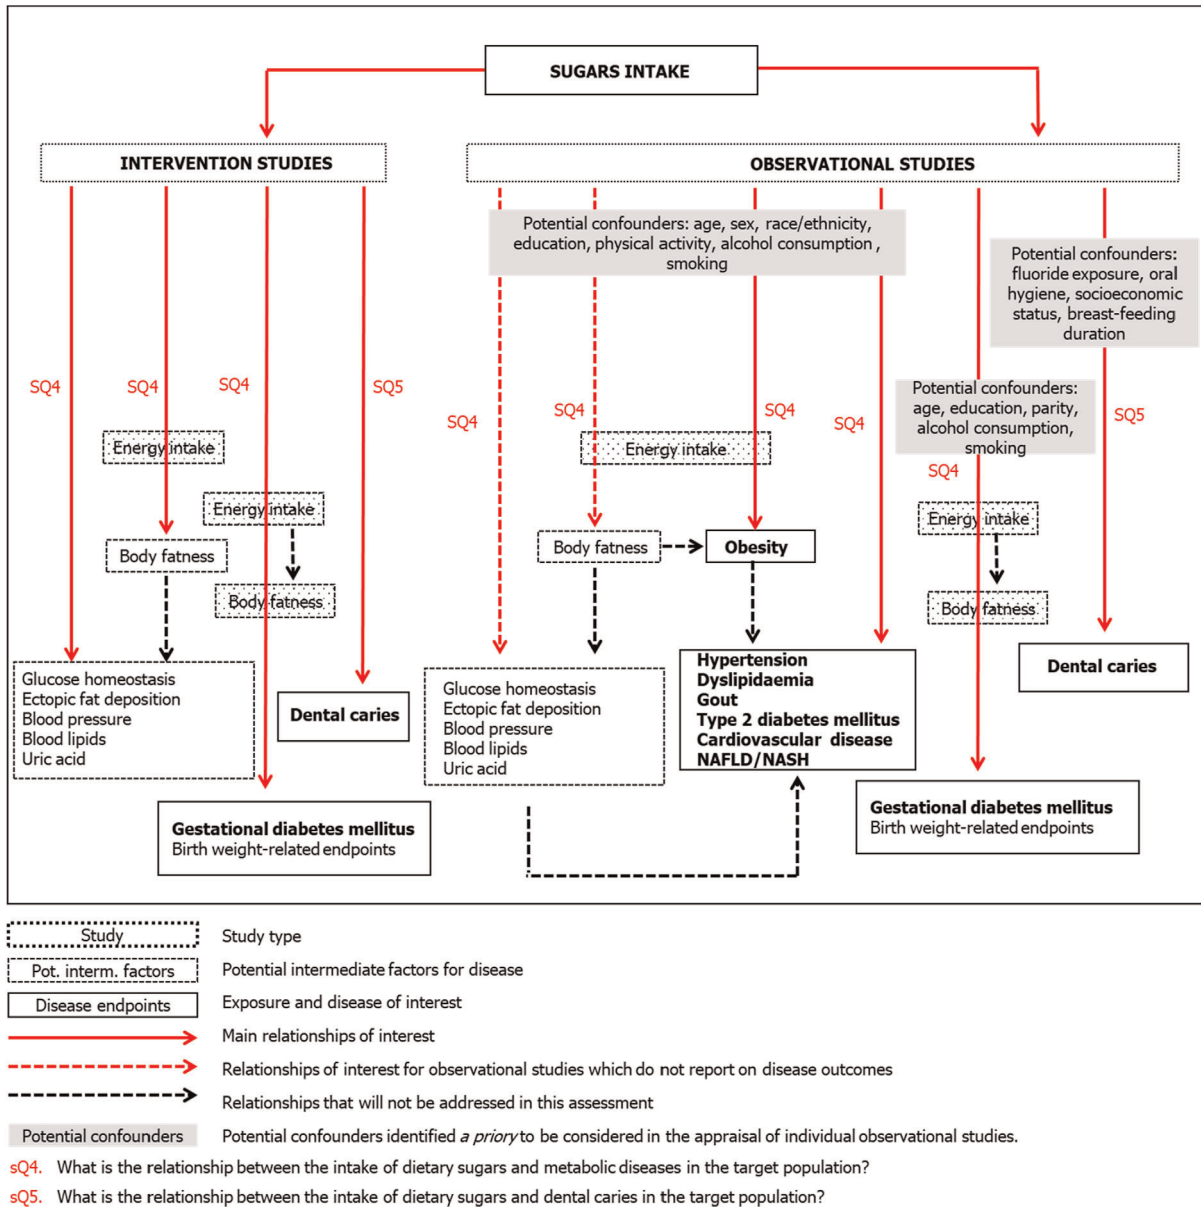 SUGARS INTAKE
INTERVENTION STUDIES
OBSERVATIONAL STUDIES
Potential confounders: age, sex, race/ethnicity,
education, physical activity, alcohol consumption ,
smoking
Potential confounders:
fluoride exposure, oral
hygiene, socioeconomic
status, breast-feeding
duration
SQ4
SQ4
SQ4
SQ5
SQ4
SQ4
SQ4
SQ4
Potential confounders:
age, education, parity,
alcohol consumption,
smoking
SQ5
SQ4
Energy intake
Energy intake
Body fatness
Body fatness
Energy intake
Body fatness
Obesity
Energy intake
Body fatness
Glucose homeostasis
Ectopic fat deposition
Blood pressure
Blood lipids
Uric acid
Dental caries
Gestational diabetes mellitus
Birth weight-related endpoints
Glucose homeostasis
Ectopic fat deposition
Blood pressure
Blood lipids
Uric acid
Hypertension
Dyslipidaemia
Gout
Type 2 diabetes mellitus
Cardiovascular disease
NAFLD/NASH
Dental caries
Gestational diabetes mellitus
Birth weight-related endpoints
Study Study type
Pot. interm. factors Potential intermediate factors for disease
Disease endpoints Exposure and disease of interest
Main relationships of interest
Relationships of interest for observational studies which do not report on disease outcomes
Relationships that will not be addressed in this assessment
Potential confounders Potential confounders identified a priory to be considered in the appraisal of individual observational studies.
sQ4. What is the relationship between the intake of dietary sugars and metabolic diseases in the target population?
sQ5. What is the relationship between the intake of dietary sugars and dental caries in the target population?